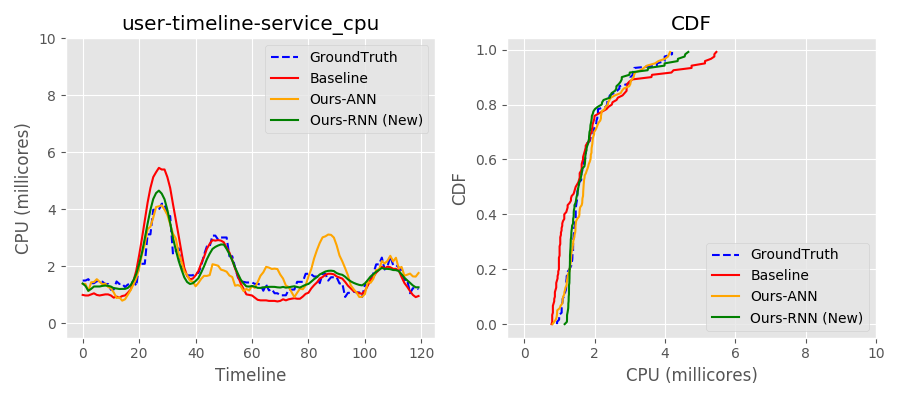 user-timeline-service_cpu
CPU (millicores)
10
8
6
4
2
0
GroundTruth
Baseline
Ours-ANN
Ours-RNN (New)
0 20 40 60 80 100 120
Timeline
CDF
CDF
1.0
0.8
0.6
0.4
0.2
0.0
GroundTruth
Baseline
Ours-ANN
Ours-RNN (New)
0 2 4 6 8 10
CPU (millicores)